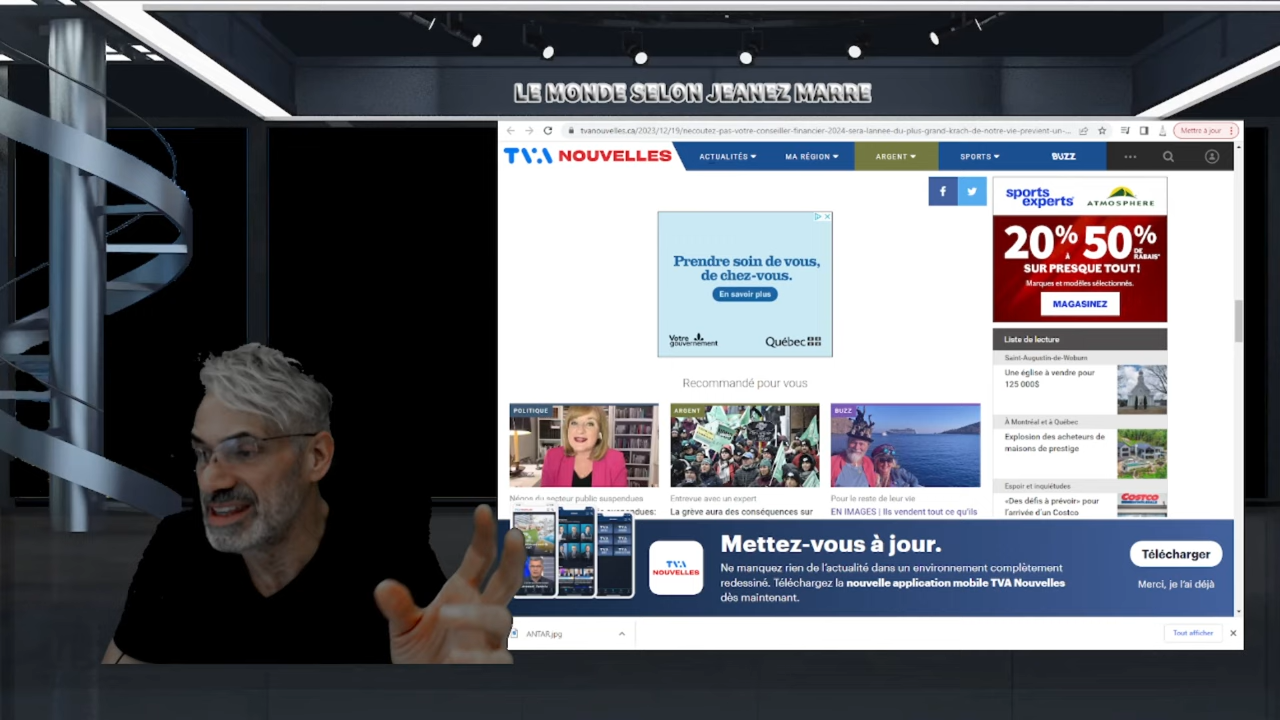 LE MONDE SELON JEANEZ MARRE
tvanouvelles.ca/2023/12/19/necoutez-pas-votre-conseiller-financier-2024-sera-lannee-du-plus-grand-krach-de-notre-vie-previent-un-...
Mettre à jour
TVA NOUVELLES
ACTUALITÉS
MA RÉGION
ARGENT
SPORTS
BUZZ
sports experts
ATMOSPHERE
20% À 50% DE RABAIS*
SUR PRESQUE TOUT!
Marques et modèles sélectionnés.
MAGASINEZ
Prendre soin de vous,
de chez-vous.
En savoir plus
Votre gouvernement
Québec
Liste de lecture
Saint-Augustin-de-Woburn
Une église à vendre pour
125 000$
À Montréal et à Québec
Explosion des acheteurs de
maisons de prestige
Espoir et inquiétudes
«Des défis à prévoir» pour
l'arrivée d'un Costco
COSTCO
Recommandé pour vous
POLITIQUE
ARGENT
BUZZ
Négos du secteur public suspendues
Entrevue avec un expert
La grève aura des conséquences sur
Pour le reste de leur vie
EN IMAGES | Ils vendent tout ce qu'ils
TVA NOUVELLES
Mettez-vous à jour.
Ne manquez rien de l'actualité dans un environnement complètement
redessiné. Téléchargez la nouvelle application mobile TVA Nouvelles
dès maintenant.
Télécharger
Merci, je l'ai déjà
ANTAR.jpg
Tout afficher